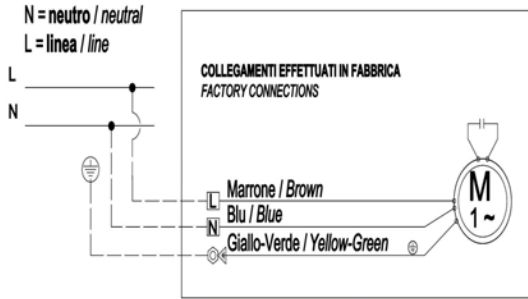 N = neutro / neutral
L = linea / line
L
N
COLLEGAMENTI EFFETTUATI IN FABBRICA
FACTORY CONNECTIONS
L Marrone / Brown
N Blu / Blue
Giallo-Verde / Yellow-Green
M
1 ~